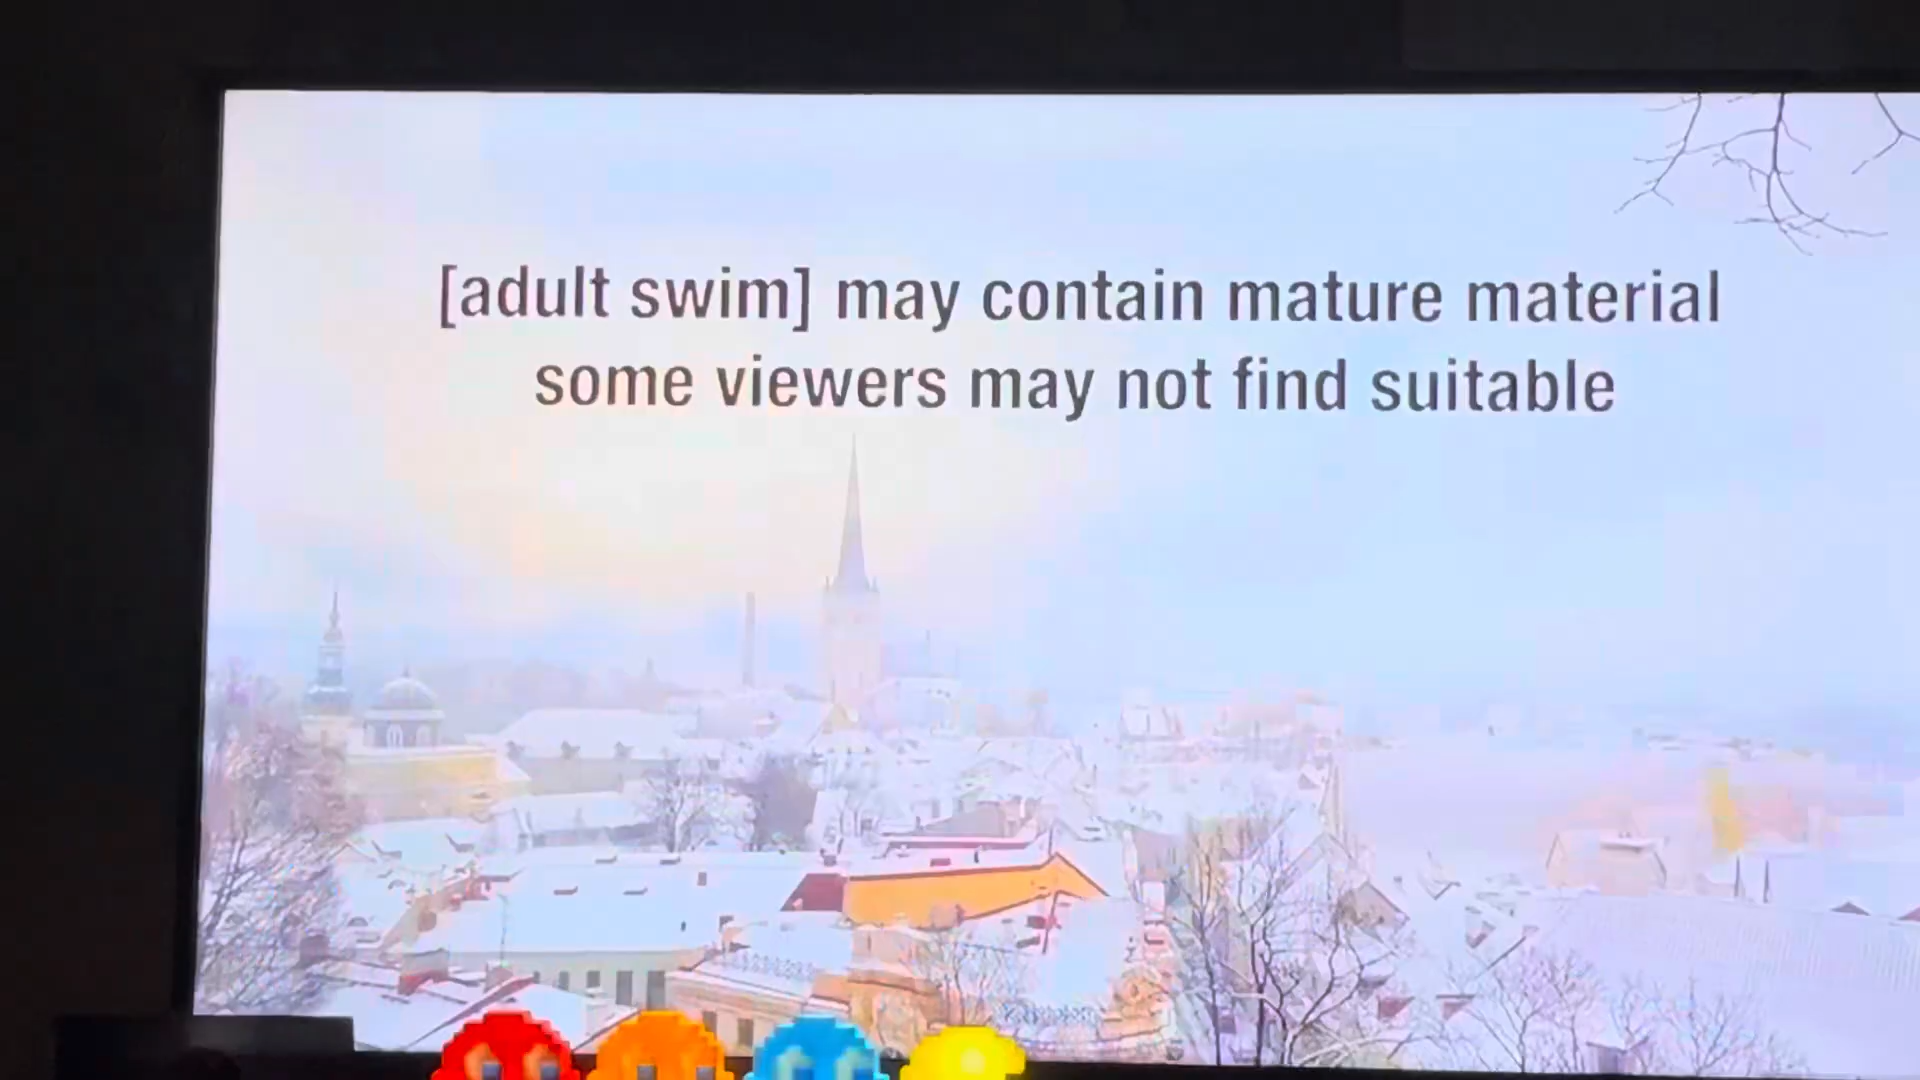 [adult swim] may contain mature material
some viewers may not find suitable